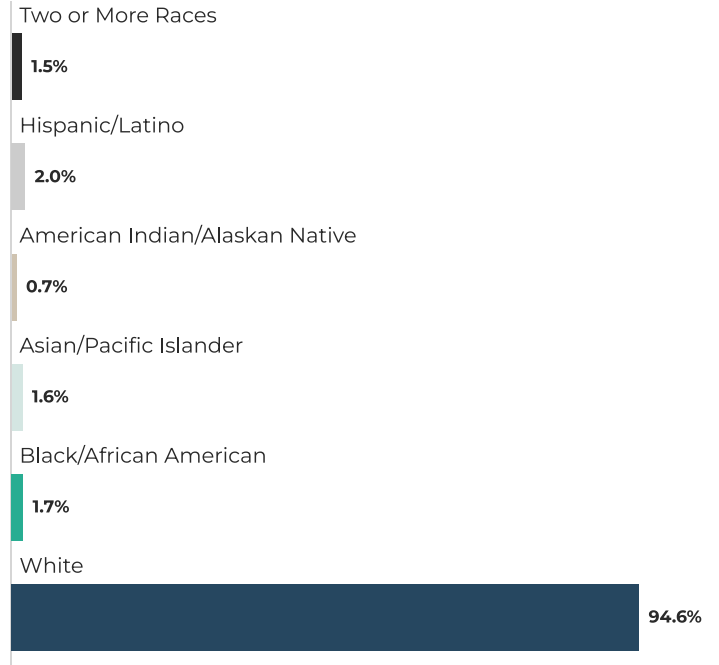 Two or More Races
1.5%
Hispanic/Latino
2.0%
American Indian/Alaskan Native
0.7%
Asian/Pacific Islander
1.6%
Black/African American
1.7%
White
94.6%